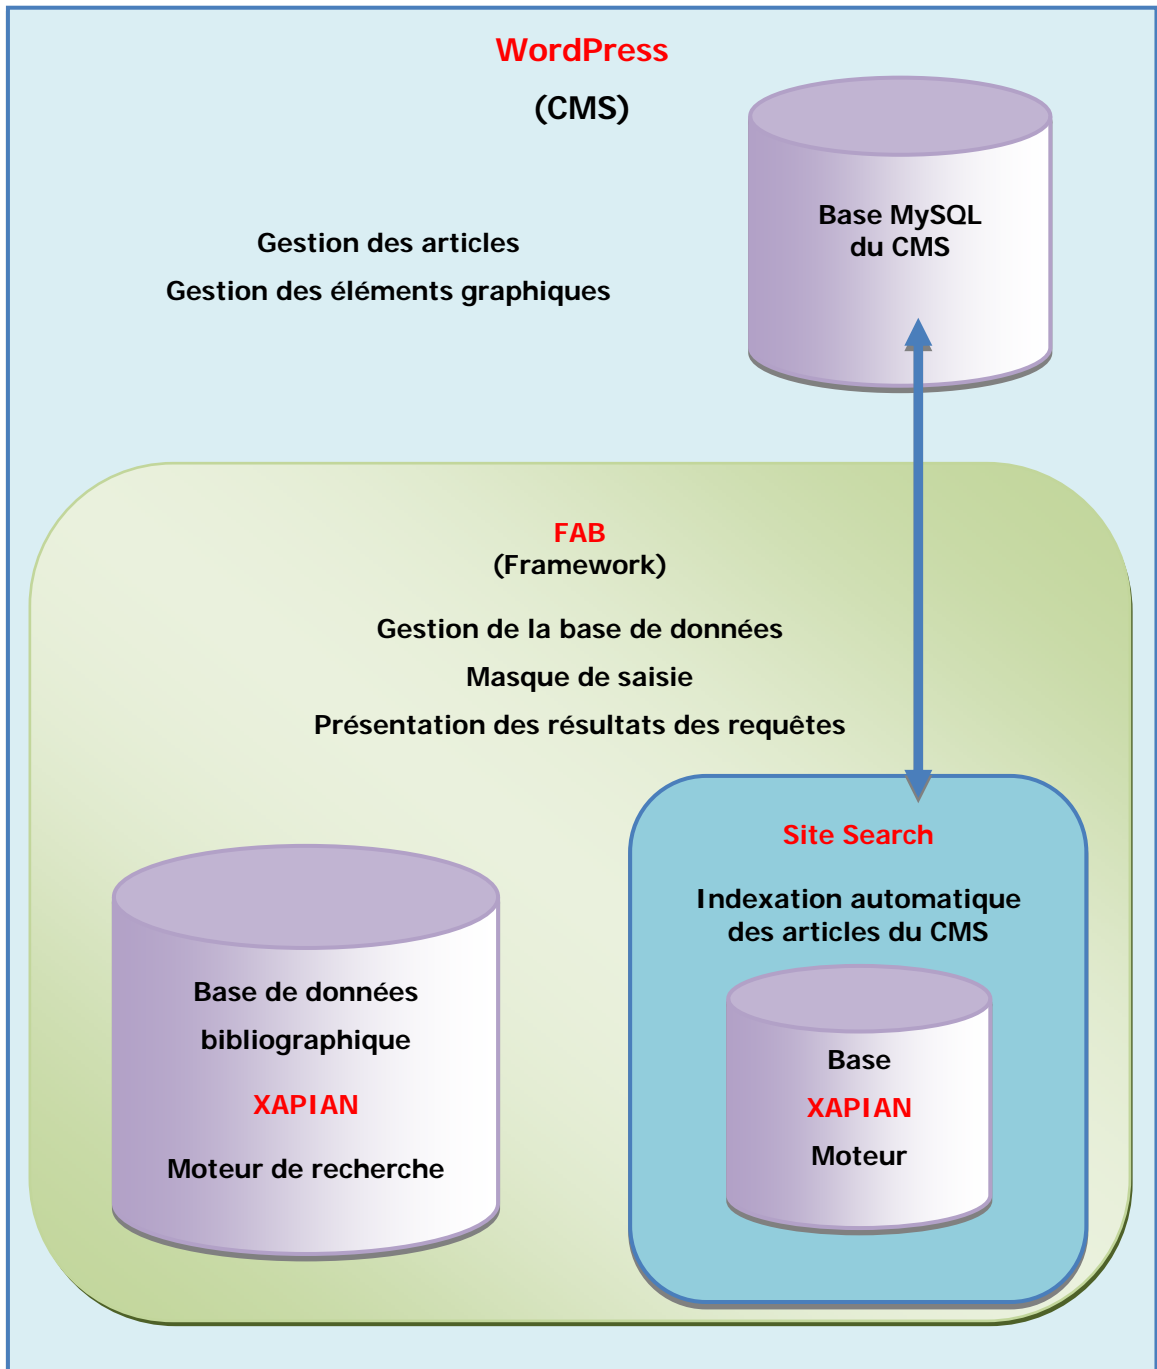 WordPress
(CMS)
Base MySQL
du CMS
Gestion des articles
Gestion des éléments graphiques
FAB
(Framework)
Gestion de la base de données
Masque de saisie
Présentation des résultats des requêtes
Site Search
Indexation automatique
des articles du CMS
Base de données
bibliographique
XAPIAN
Moteur de recherche
Base
XAPIAN
Moteur